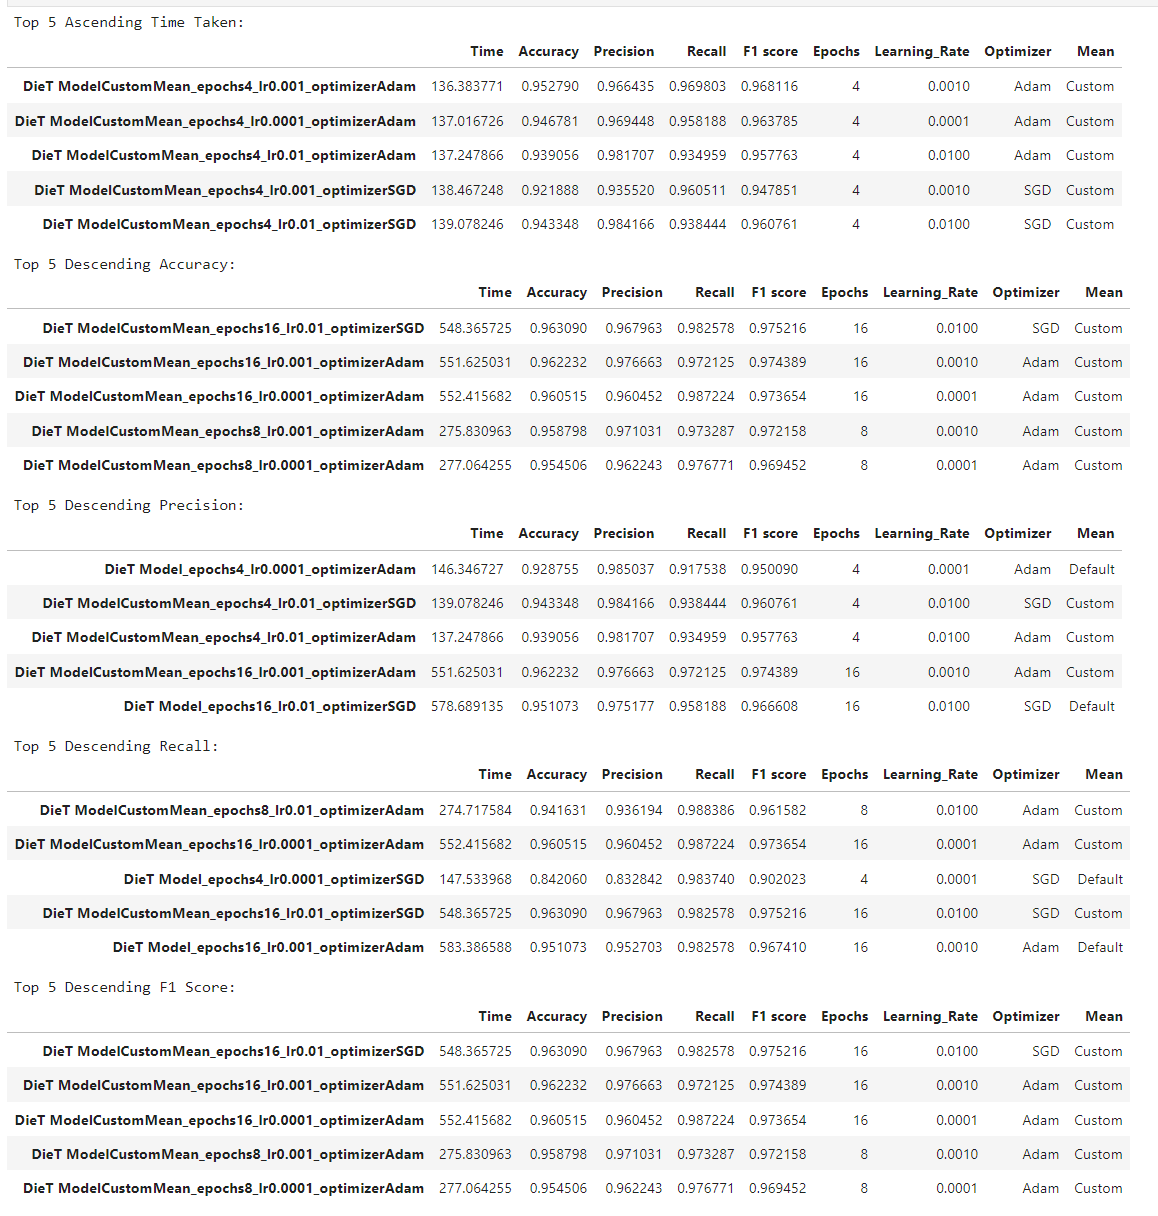 Top 5 Ascending Time Taken:
Time Accuracy Precision Recall F1 score Epochs Learning_Rate Optimizer Mean
DieT ModelCustomMean_epochs4_lr0.001_optimizerAdam 136.383771 0.952790 0.966435 0.969803 0.968116 4 0.0010 Adam Custom
DieT ModelCustomMean_epochs4_lr0.0001_optimizerAdam 137.016726 0.946781 0.969448 0.958188 0.963785 4 0.0001 Adam Custom
DieT ModelCustomMean_epochs4_lr0.01_optimizerAdam 137.247866 0.939056 0.981707 0.934959 0.957763 4 0.0100 Adam Custom
DieT ModelCustomMean_epochs4_lr0.001_optimizerSGD 138.467248 0.921888 0.935520 0.960511 0.947851 4 0.0010 SGD Custom
DieT ModelCustomMean_epochs4_lr0.01_optimizerSGD 139.078246 0.943348 0.984166 0.938444 0.960761 4 0.0100 SGD Custom
Top 5 Descending Accuracy:
Time Accuracy Precision Recall F1 score Epochs Learning_Rate Optimizer Mean
DieT ModelCustomMean_epochs16_lr0.01_optimizerSGD 548.365725 0.963090 0.967963 0.982578 0.975216 16 0.0100 SGD Custom
DieT ModelCustomMean_epochs16_lr0.001_optimizerAdam 551.625031 0.962232 0.976663 0.972125 0.974389 16 0.0010 Adam Custom
DieT ModelCustomMean_epochs16_lr0.0001_optimizerAdam 552.415682 0.960515 0.960452 0.987224 0.973654 16 0.0001 Adam Custom
DieT ModelCustomMean_epochs8_lr0.001_optimizerAdam 275.830963 0.958798 0.971031 0.973287 0.972158 8 0.0010 Adam Custom
DieT ModelCustomMean_epochs8_lr0.0001_optimizerAdam 277.064255 0.954506 0.962243 0.976771 0.969452 8 0.0001 Adam Custom
Top 5 Descending Precision:
Time Accuracy Precision Recall F1 score Epochs Learning_Rate Optimizer Mean
DieT Model_epochs4_lr0.0001_optimizerAdam 146.346727 0.928755 0.985037 0.917538 0.950090 4 0.0001 Adam Default
DieT ModelCustomMean_epochs4_lr0.01_optimizerSGD 139.078246 0.943348 0.984166 0.938444 0.960761 4 0.0100 SGD Custom
DieT ModelCustomMean_epochs4_lr0.01_optimizerAdam 137.247866 0.939056 0.981707 0.934959 0.957763 4 0.0100 Adam Custom
DieT ModelCustomMean_epochs16_lr0.001_optimizerAdam 551.625031 0.962232 0.976663 0.972125 0.974389 16 0.0010 Adam Custom
DieT Model_epochs16_lr0.01_optimizerSGD 578.689135 0.951073 0.975177 0.958188 0.966608 16 0.0100 SGD Default
Top 5 Descending Recall:
Time Accuracy Precision Recall F1 score Epochs Learning_Rate Optimizer Mean
DieT ModelCustomMean_epochs8_lr0.01_optimizerAdam 274.717584 0.941631 0.936194 0.988386 0.961582 8 0.0100 Adam Custom
DieT ModelCustomMean_epochs16_lr0.0001_optimizerAdam 552.415682 0.960515 0.960452 0.987224 0.973654 16 0.0001 Adam Custom
DieT Model_epochs4_lr0.0001_optimizerSGD 147.533968 0.842060 0.832842 0.983740 0.902023 4 0.0001 SGD Default
DieT ModelCustomMean_epochs16_lr0.01_optimizerSGD 548.365725 0.963090 0.967963 0.982578 0.975216 16 0.0100 SGD Custom
DieT Model_epochs16_lr0.001_optimizerAdam 583.386588 0.951073 0.952703 0.982578 0.967410 16 0.0010 Adam Default
Top 5 Descending F1 Score:
Time Accuracy Precision Recall F1 score Epochs Learning_Rate Optimizer Mean
DieT ModelCustomMean_epochs16_lr0.01_optimizerSGD 548.365725 0.963090 0.967963 0.982578 0.975216 16 0.0100 SGD Custom
DieT ModelCustomMean_epochs16_lr0.001_optimizerAdam 551.625031 0.962232 0.976663 0.972125 0.974389 16 0.0010 Adam Custom
DieT ModelCustomMean_epochs16_lr0.0001_optimizerAdam 552.415682 0.960515 0.960452 0.987224 0.973654 16 0.0001 Adam Custom
DieT ModelCustomMean_epochs8_lr0.001_optimizerAdam 275.830963 0.958798 0.971031 0.973287 0.972158 8 0.0010 Adam Custom
DieT ModelCustomMean_epochs8_lr0.0001_optimizerAdam 277.064255 0.954506 0.962243 0.976771 0.969452 8 0.0001 Adam Custom